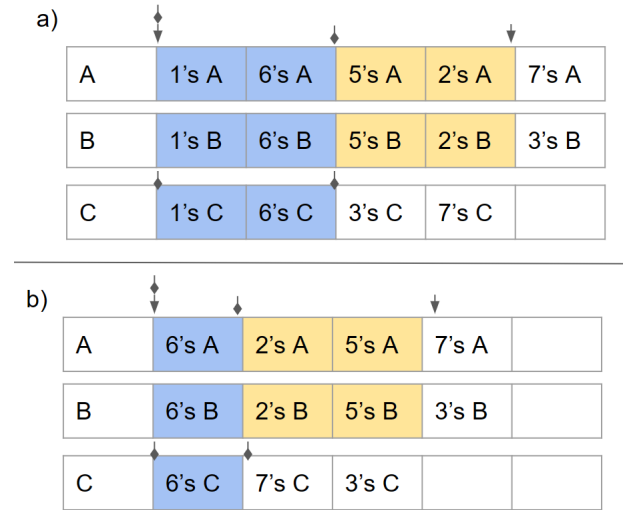 a)
A 1's A 6's A 5's A 2's A 7's A
B 1's B 6's B 5's B 2's B 3's B
C 1's C 6's C 3's C 7's C
b)
A 6's A 2's A 5's A 7's A
B 6's B 2's B 5's B 3's B
C 6's C 7's C 3's C